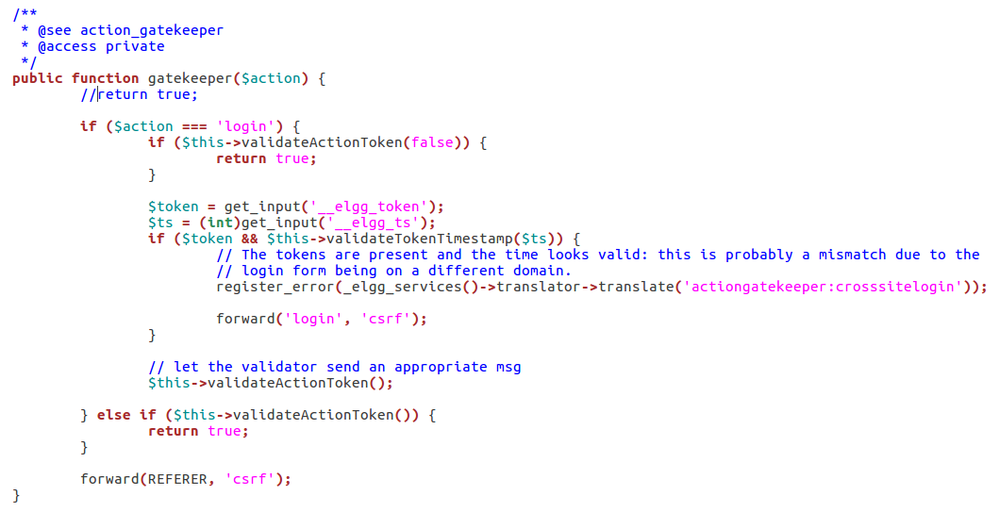 /**
 * @see action_gatekeeper
 * @access private
 */
public function gatekeeper($action) {
        //return true;

        if ($action === 'login') {
                if ($this->validateActionToken(false)) {
                        return true;
                }

                $token = get_input('__elgg_token');
                $ts = (int)get_input('__elgg_ts');
                if ($token && $this->validateTokenTimestamp($ts)) {
                        // The tokens are present and the time looks valid: this is probably a mismatch due to the
                        // login form being on a different domain.
                        register_error(_elgg_services()->translator->translate('actiongatekeeper:crosssitelogin'));

                        forward('login', 'csrf');
                }

                // let the validator send an appropriate msg
                $this->validateActionToken();

        } else if ($this->validateActionToken()) {
                return true;
        }

        forward(REFERER, 'csrf');
}